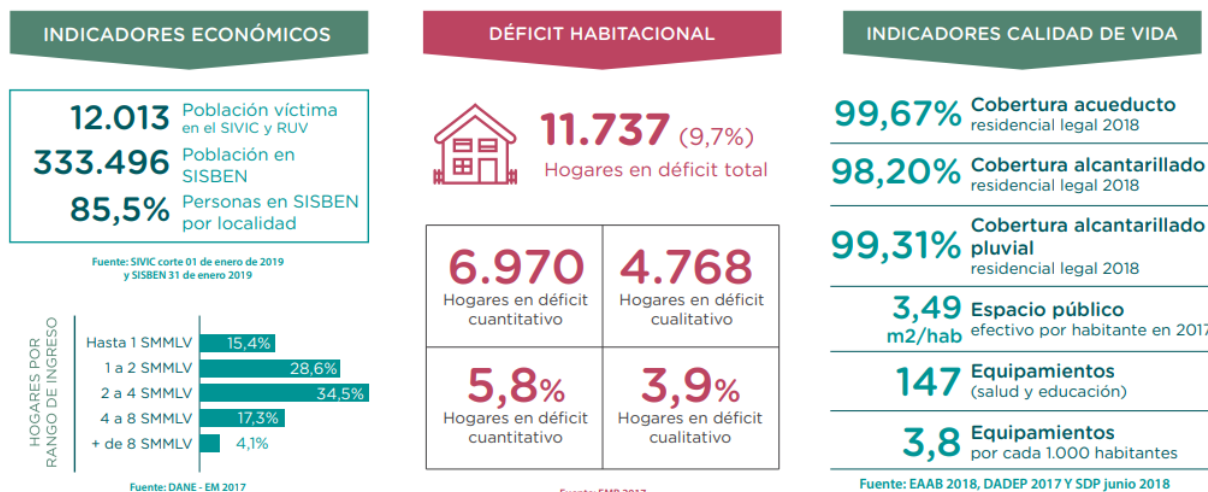 INDICADORES ECONÓMICOS
12.013 Población víctima
en el SIVIC y RUV
333.496 Población en
SISBEN
85,5% Personas en SISBEN
por localidad
Fuente: SIVIC corte 01 de enero de 2019
y SISBEN 31 de enero 2019
HOGARES POR
RANGO DE INGRESO
Hasta 1 SMMLV 15,4%
1 a 2 SMMLV 28,6%
2 a 4 SMMLV 34,5%
4 a 8 SMMLV 17,3%
+ de 8 SMMLV 4,1%
Fuente: DANE - EM 2017
DÉFICIT HABITACIONAL
11.737 (9,7%)
Hogares en déficit total
6.970
Hogares en déficit
cuantitativo
4.768
Hogares en déficit
cualitativo
5,8%
Hogares en déficit
cuantitativo
3,9%
Hogares en déficit
cualitativo
INDICADORES CALIDAD DE VIDA
99,67% Cobertura acueducto
residencial legal 2018
98,20% Cobertura alcantarillado
residencial legal 2018
99,31% Cobertura alcantarillado
pluvial
residencial legal 2018
3,49
m2/hab
Espacio público
efectivo por habitante en 2017
147 Equipamientos
(salud y educación)
3,8 Equipamientos
por cada 1.000 habitantes
Fuente: EAAB 2018, DADEP 2017 Y SDP junio 2018